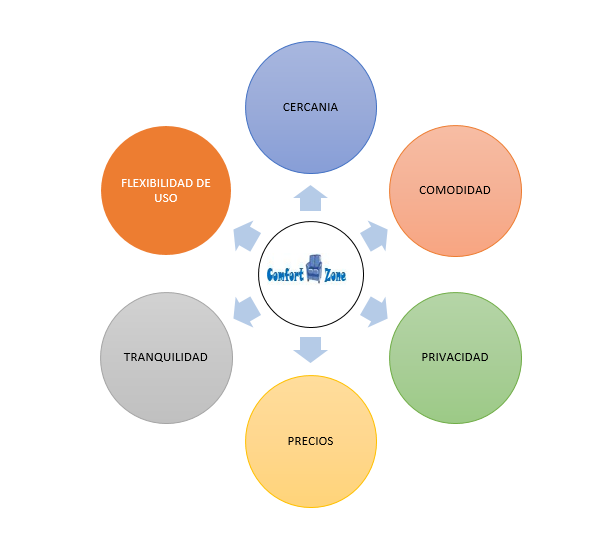 CERCANIA
FLEXIBILIDAD DE
USO
COMODIDAD
Comfort Zone
TRANQUILIDAD
PRIVACIDAD
PRECIOS